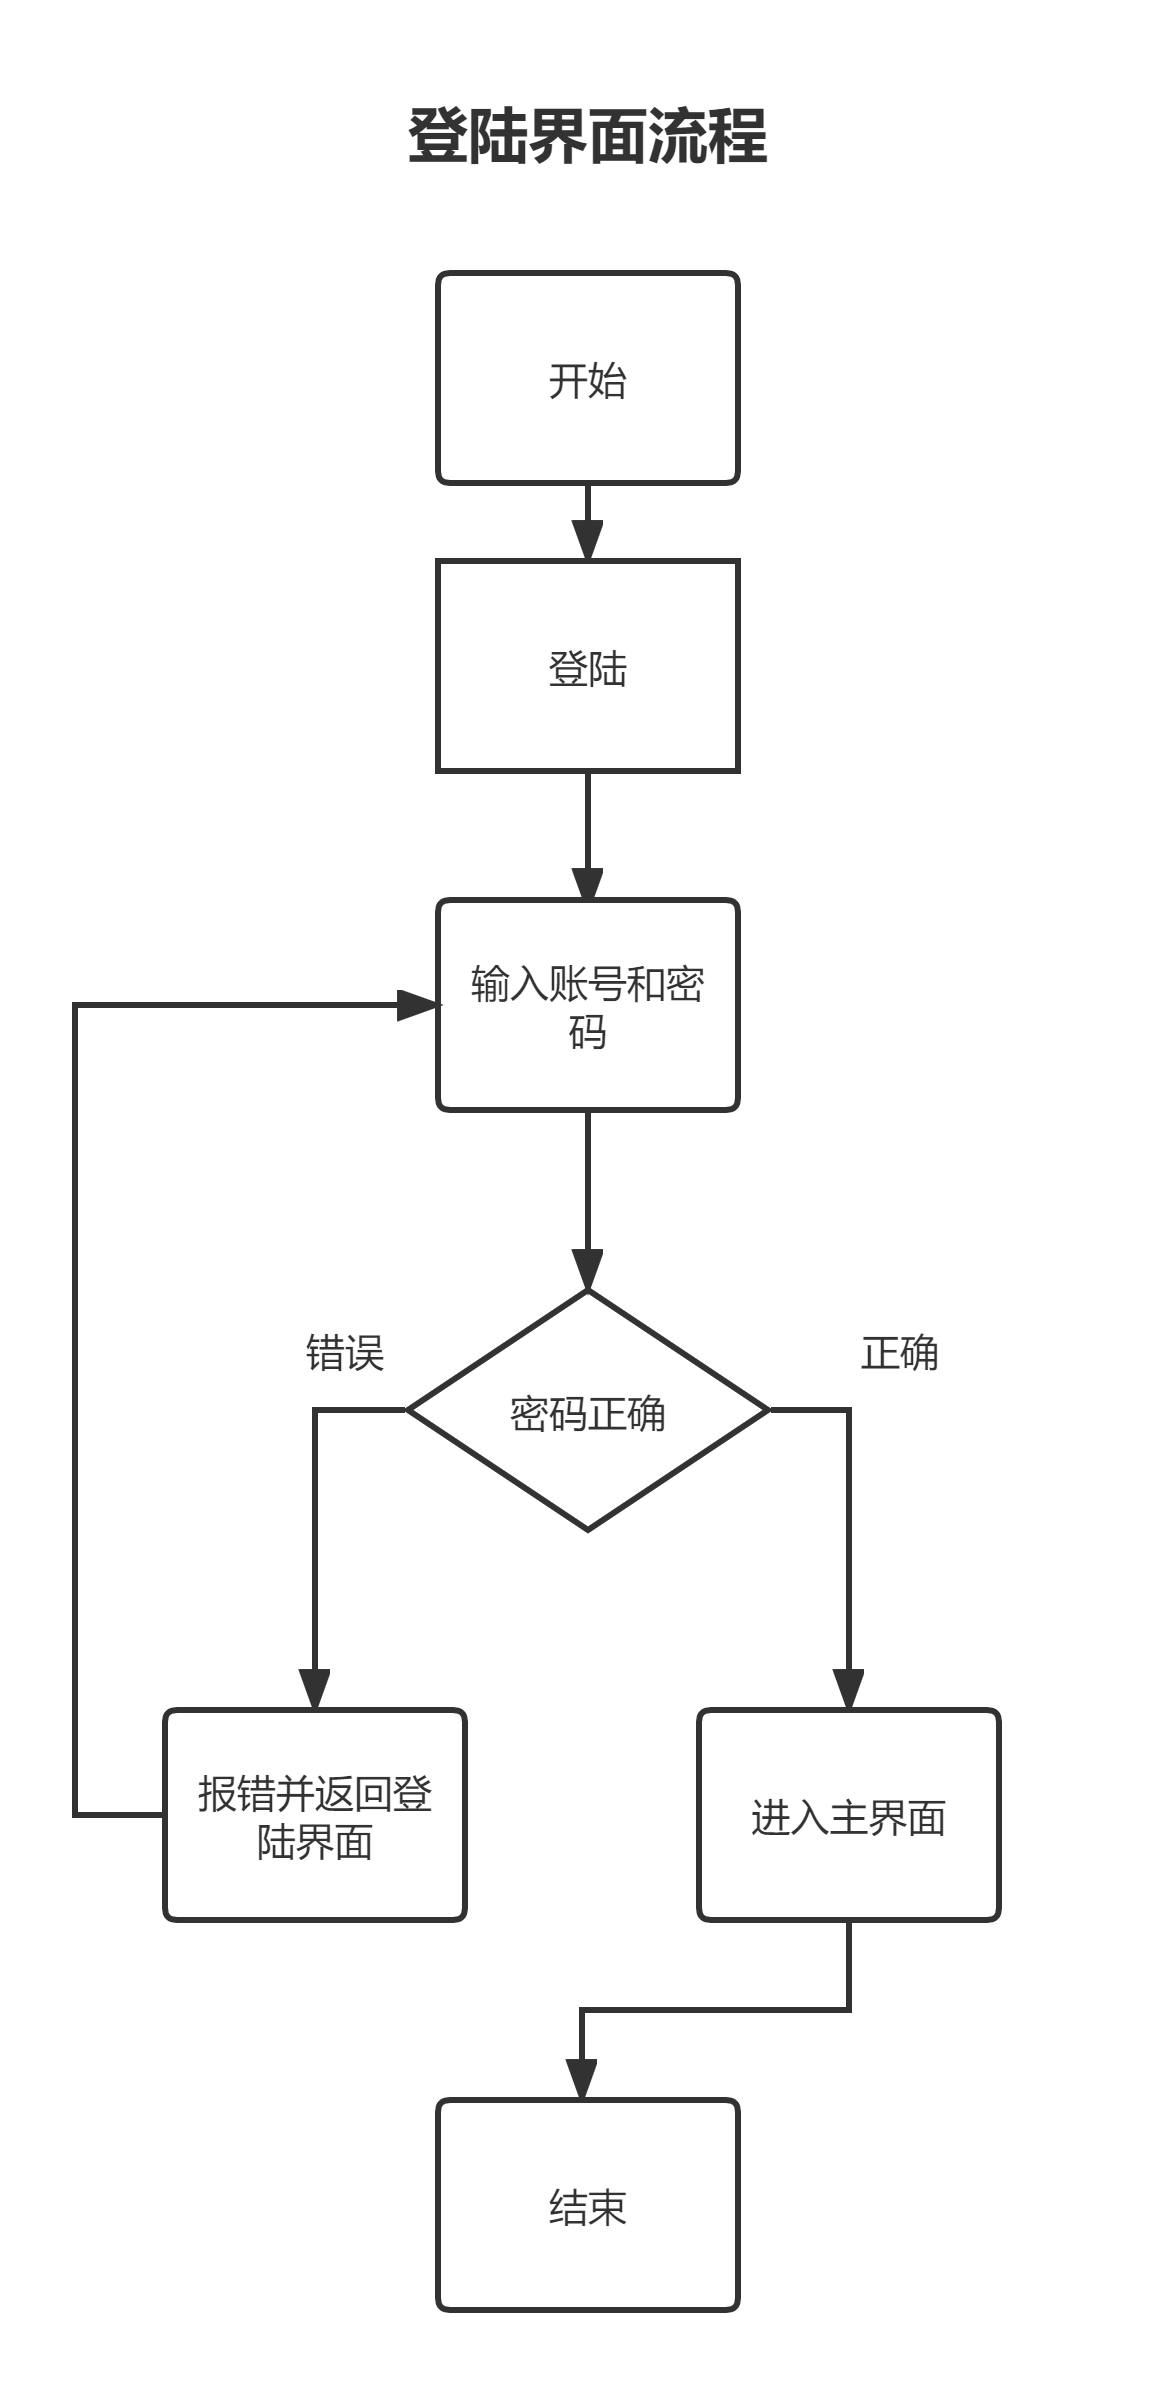 登陆界面流程
开始
登陆
输入账号和密
码
错误
正确
密码正确
报错并返回登
陆界面
进入主界面
结束